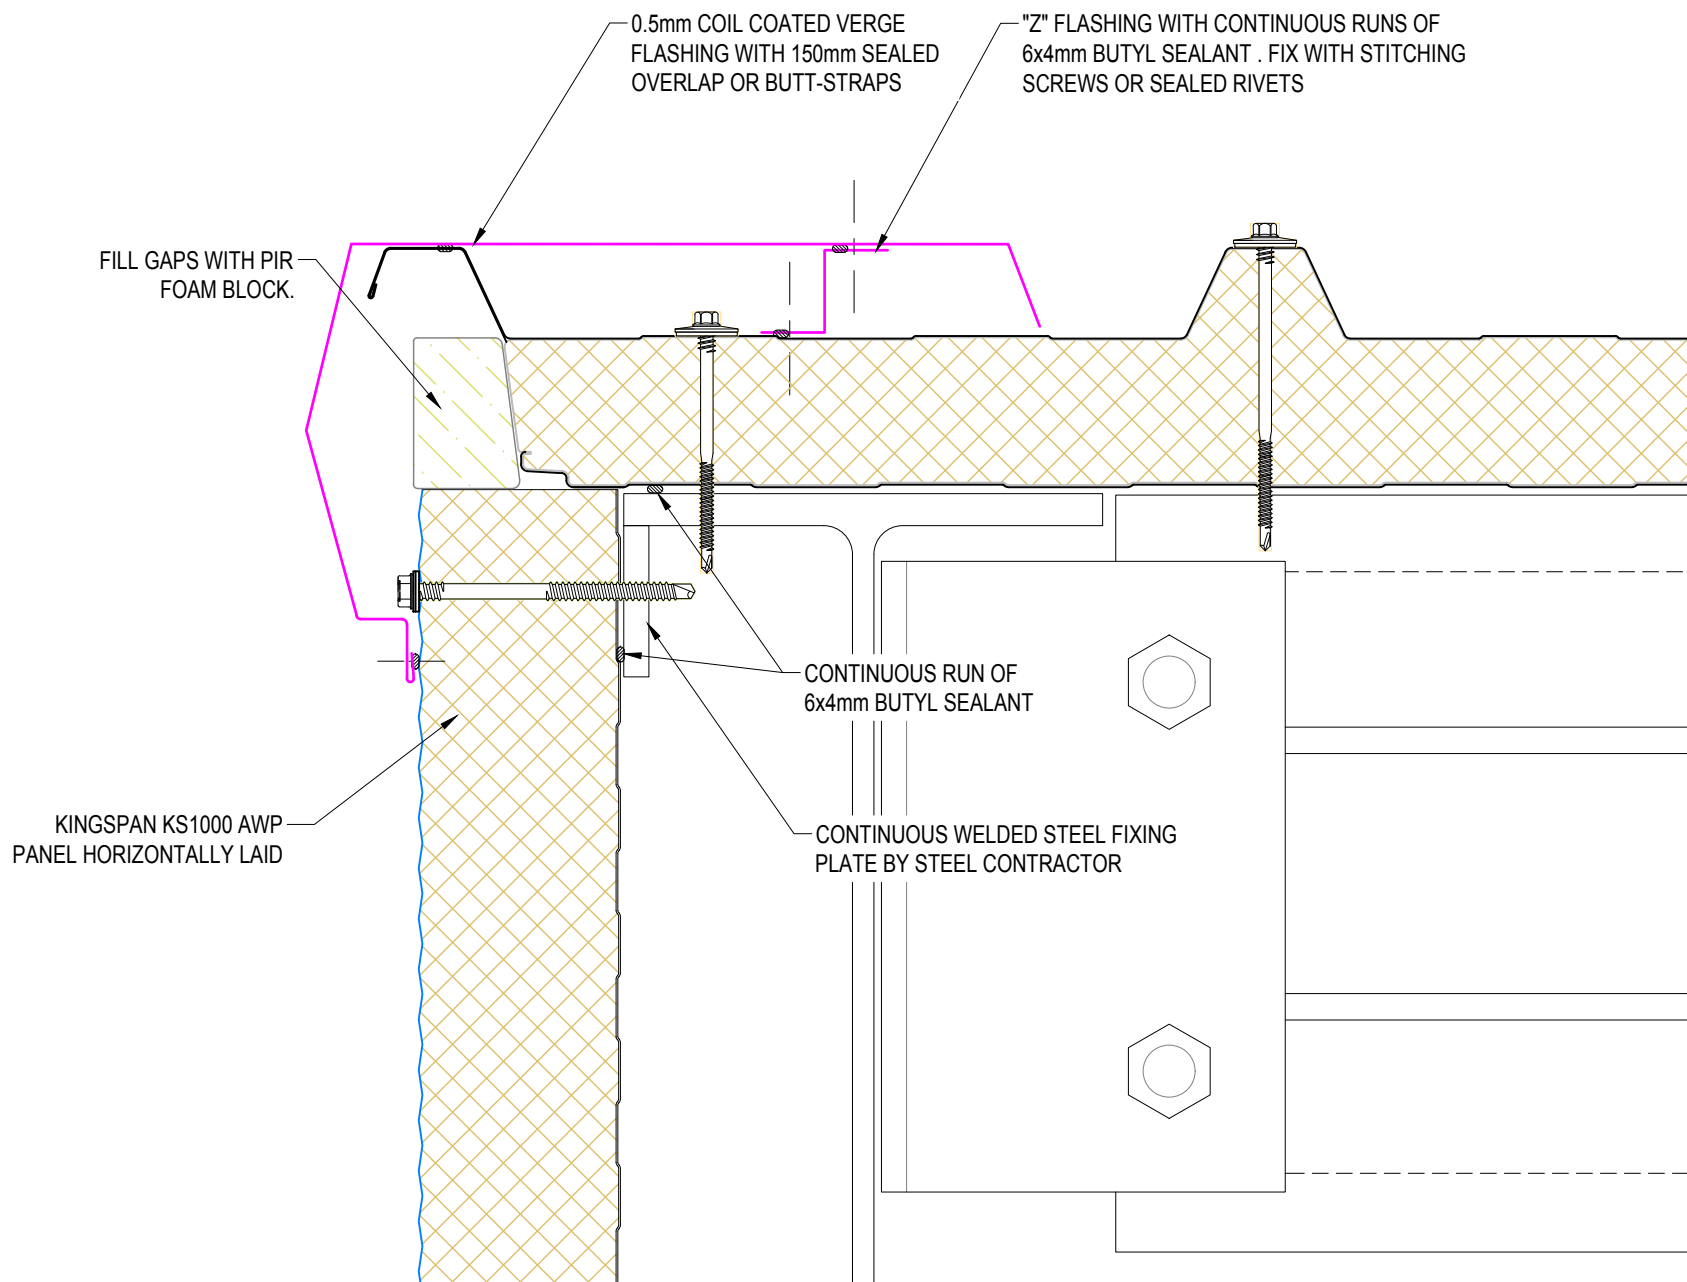 0.5mm COIL COATED VERGE
FLASHING WITH 150mm SEALED
OVERLAP OR BUTT-STRAPS
"Z" FLASHING WITH CONTINUOUS RUNS OF
6x4mm BUTYL SEALANT . FIX WITH STITCHING
SCREWS OR SEALED RIVETS
FILL GAPS WITH PIR
FOAM BLOCK.
CONTINUOUS RUN OF
6x4mm BUTYL SEALANT
KINGSPAN KS1000 AWP
PANEL HORIZONTALLY LAID
CONTINUOUS WELDED STEEL FIXING
PLATE BY STEEL CONTRACTOR